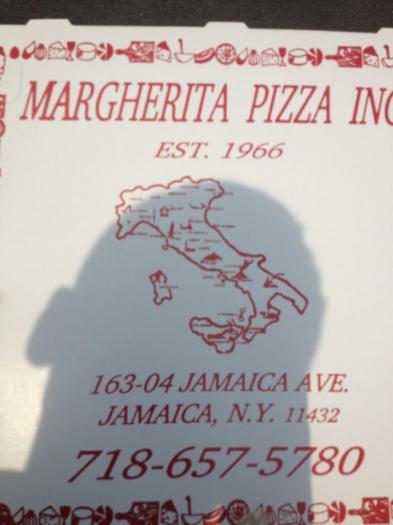 MARGHERITA PIZZA INC
EST. 1966
163-04 JAMAICA AVE.
JAMAICA, N.Y. 11432
718-657-5780